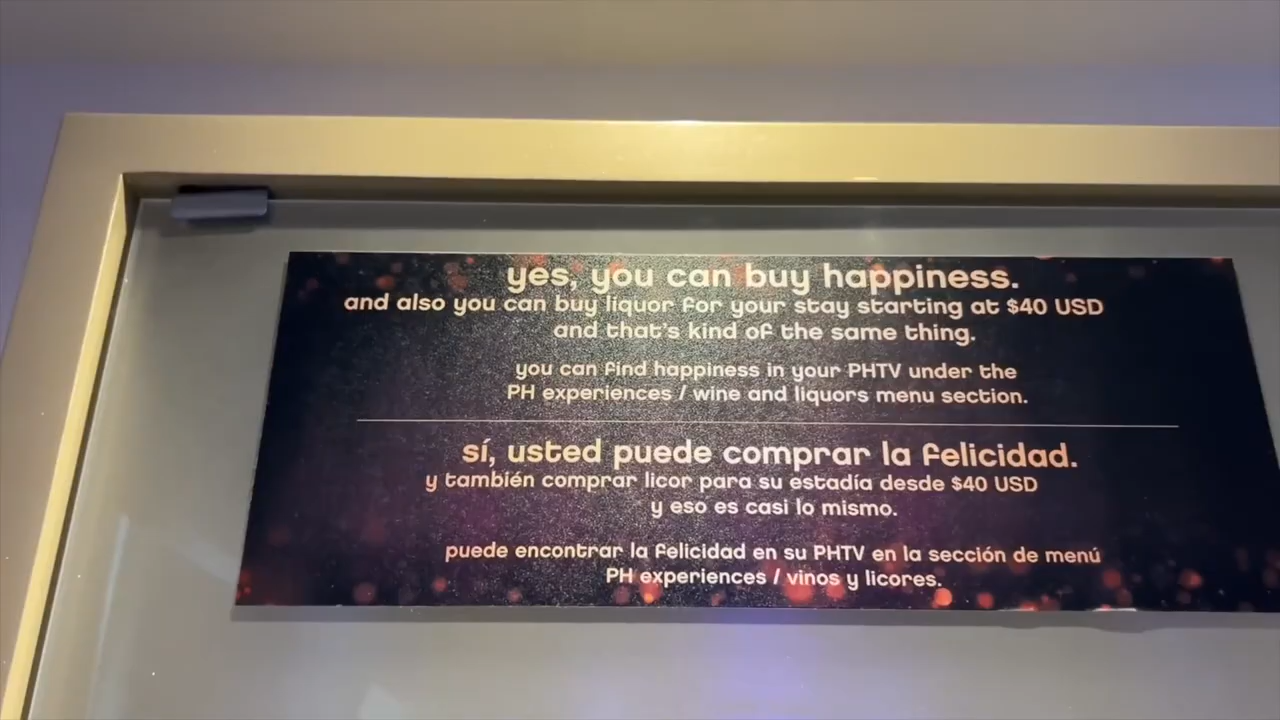 yes, you can buy happiness.
and also you can buy liquor for your stay starting at $40 USD
and that's kind of the same thing.
you can find happiness in your PHTV under the
PH experiences / wine and liquors menu section.
sí, usted puede comprar la felicidad.
y también comprar licor para su estadía desde $40 USD
y eso es casi lo mismo.
puede encontrar la felicidad en su PHTV en la sección de menú
PH experiences / vinos y licores.